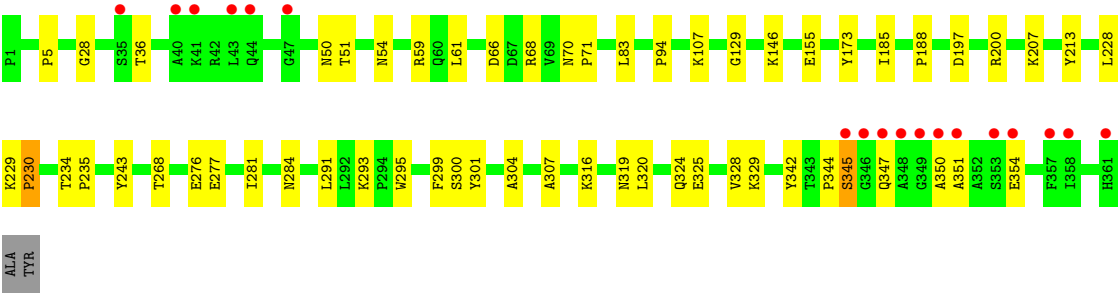 P1 P5 G28 S35 T36 A40 K41 R42 L43 Q44 G47 N50 T51 N54 R59 Q60 L61 D66 D67 R68 V69 N70 P71 L83 P94 K107 G129 K146 E155 Y173 I185 P188 D197 R200 K207 Y213 L228
K229 P230 T234 P235 Y243 T268 E276 E277 I281 N284 L291 L292 K293 P294 W295 F299 S300 Y301 A304 A307 K316 N319 L320 Q324 E325 V328 K329 Y342 T343 P344 S345 G346 Q347 A348 G349 A350 A351 A352 S353 E354 F357 I358 H361
ALA TYR